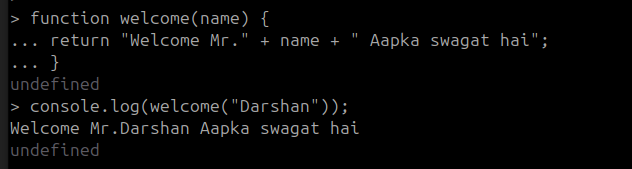 > function welcome(name) {
... return "Welcome Mr." + name + " Aapka swagat hai";
... }
undefined
> console.log(welcome("Darshan"));
Welcome Mr.Darshan Aapka swagat hai
undefined